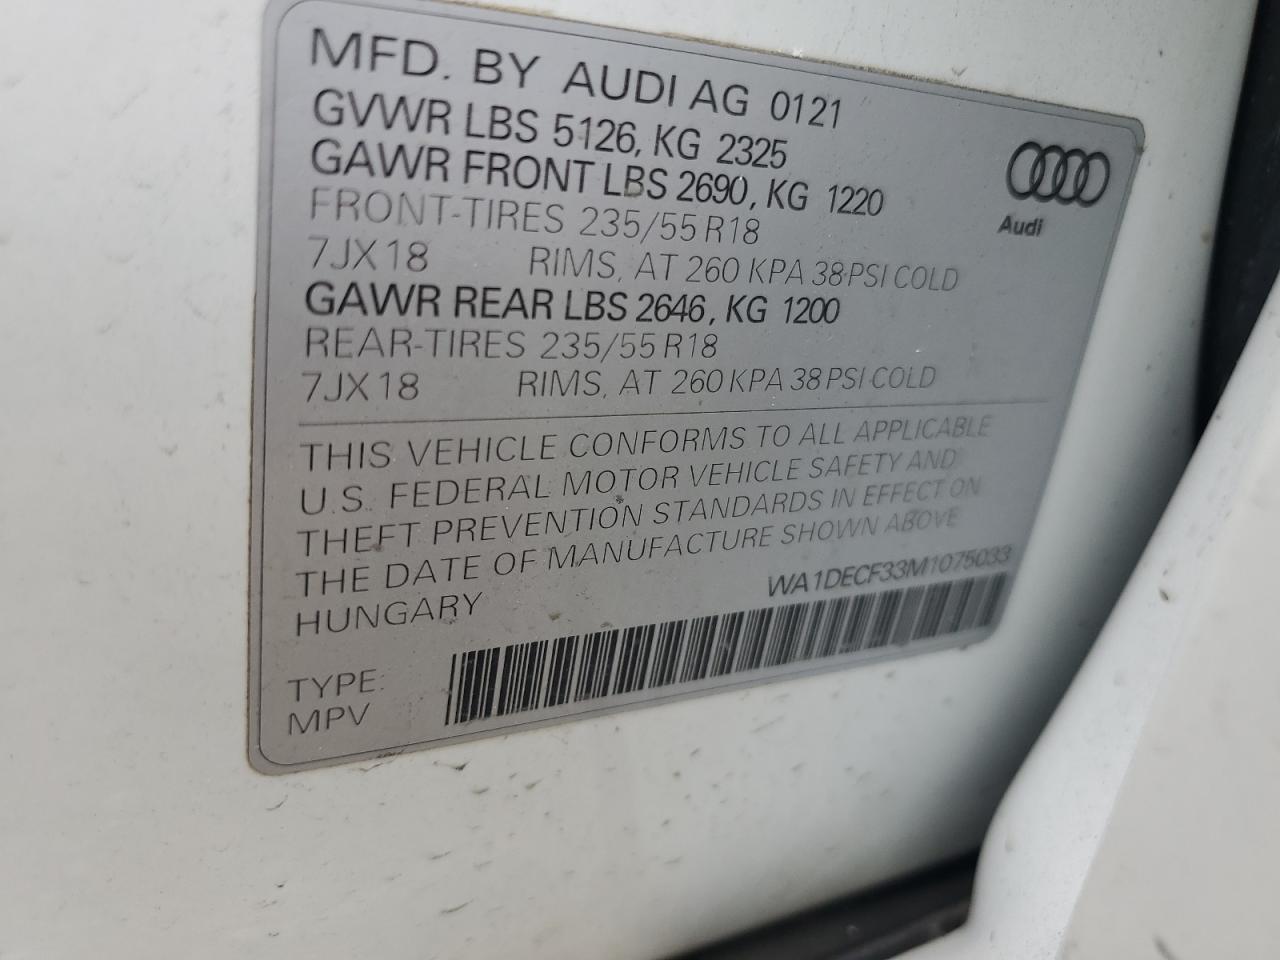 MFD. BY AUDI AG 0121
GVWR LBS 5126, KG 2325
GAWR FRONT LBS 2690, KG 1220
FRONT-TIRES 235/55 R18
7JX18 RIMS, AT 260 KPA 38 PSI COLD
GAWR REAR LBS 2646, KG 1200
REAR-TIRES 235/55 R18
7JX18 RIMS, AT 260 KPA 38 PSI COLD
Audi
THIS VEHICLE CONFORMS TO ALL APPLICABLE
U.S. FEDERAL MOTOR VEHICLE SAFETY AND
THEFT PREVENTION STANDARDS IN EFFECT ON
THE DATE OF MANUFACTURE SHOWN ABOVE
HUNGARY
WA1DECF33M1075033
TYPE:
MPV